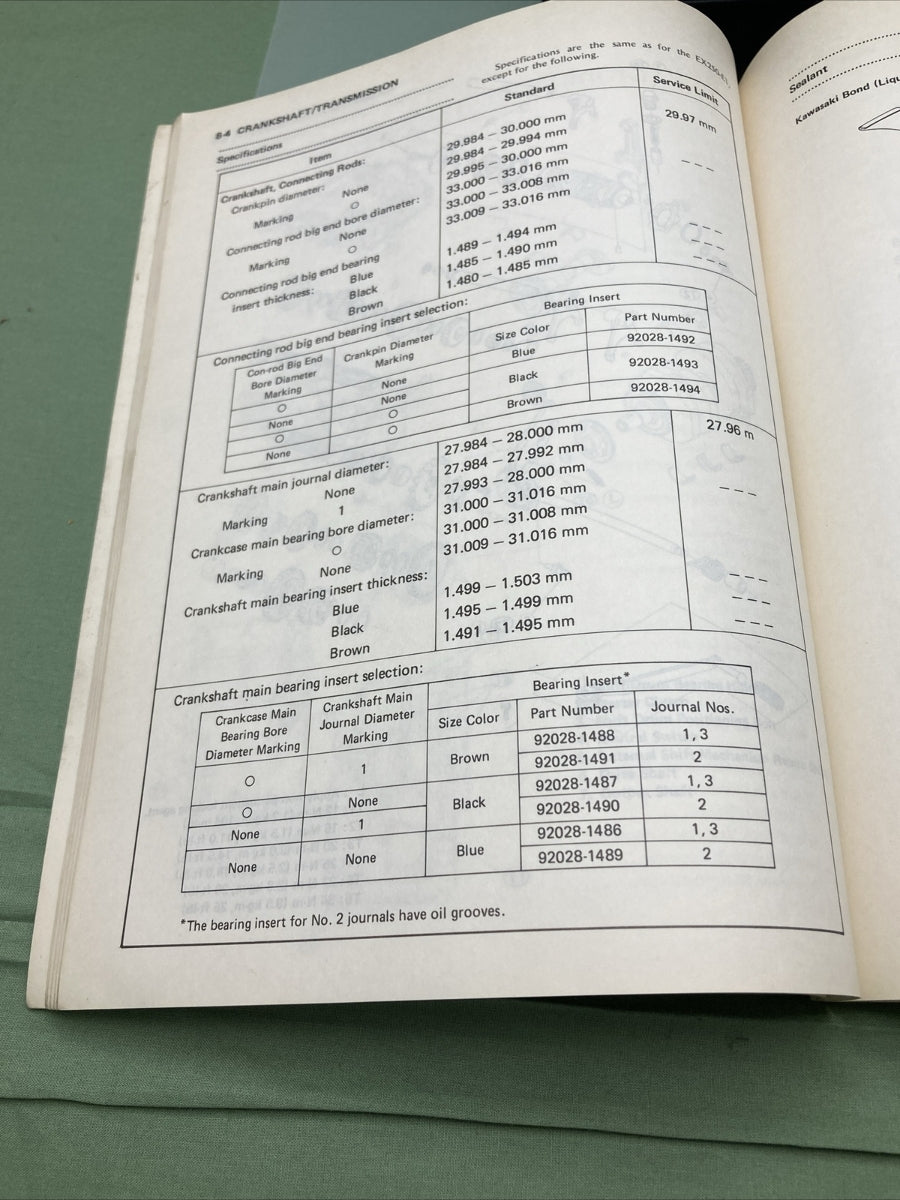 8-4 CRANKSHAFT/TRANSMISSION
Specifications are the same as for the
except for the following.
Specifications
Item Standard Service Limit
Crankshaft, Connecting Rods:
Crankpin diameter: 29.984 – 30.000 mm 29.97 mm
Marking None 29.984 – 29.994 mm
○ 29.995 – 30.000 mm
Connecting rod big end bore diameter: 33.000 – 33.016 mm – – –
Marking None 33.000 – 33.008 mm
○ 33.009 – 33.016 mm
Connecting rod big end bearing
insert thickness: Blue 1.489 – 1.494 mm – – –
Black 1.485 – 1.490 mm – – –
Brown 1.480 – 1.485 mm – – –
Connecting rod big end bearing insert selection:
Con-rod Big End Bore Diameter Marking Crankpin Diameter Marking Bearing Insert
Size Color Part Number
○ None Blue 92028-1492
None None Black 92028-1493
○ ○
None ○ Brown 92028-1494
Crankshaft main journal diameter: 27.984 – 28.000 mm 27.96 m
Marking None 27.984 – 27.992 mm
1 27.993 – 28.000 mm
Crankcase main bearing bore diameter: 31.000 – 31.016 mm – – –
Marking ○ 31.000 – 31.008 mm
None 31.009 – 31.016 mm
Crankshaft main bearing insert thickness:
Blue 1.499 – 1.503 mm – – –
Black 1.495 – 1.499 mm – – –
Brown 1.491 – 1.495 mm – – –
Crankshaft main bearing insert selection:
Crankcase Main Bearing Bore Diameter Marking Crankshaft Main Journal Diameter Marking Bearing Insert*
Size Color Part Number Journal Nos.
○ 1 Brown 92028-1488 1, 3
92028-1491 2
○ None Black 92028-1487 1, 3
None 1 92028-1490 2
None None Blue 92028-1486 1, 3
92028-1489 2
*The bearing insert for No. 2 journals have oil grooves.
Sealant
Kawasaki Bond